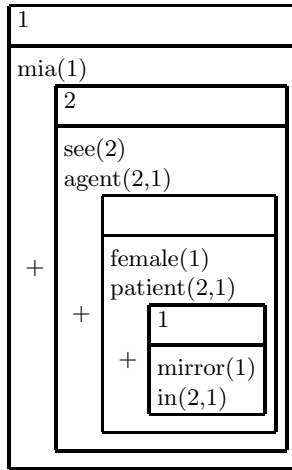 1
mia(1)
2
see(2)
agent(2,1)
female(1)
patient(2,1)
1
mirror(1)
in(2,1)
+
+
+